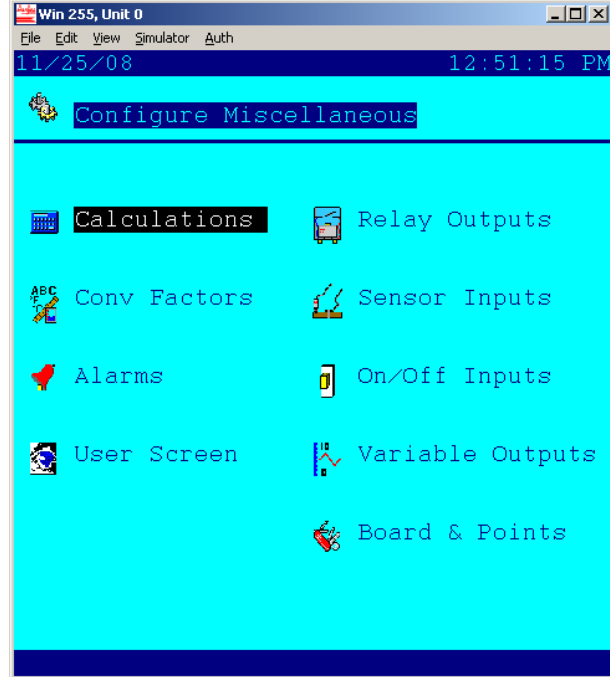 Win 255, Unit 0
File Edit View Simulator Auth
11/25/08 12:51:15 PM
Configure Miscellaneous
Calculations Relay Outputs
ABC
°F
Conv Factors Sensor Inputs
Alarms On/Off Inputs
User Screen Variable Outputs
Board & Points